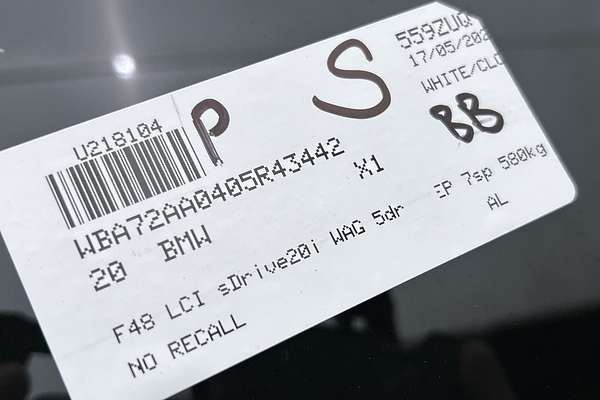 559ZUQ
17/05/202
WHITE/CLO
P S BB
U218104
WBA72AA0405R43442
20 BMW X1
F48 LCI sDrive20i WAG 5dr EP 7sp 580kg
NO RECALL AL